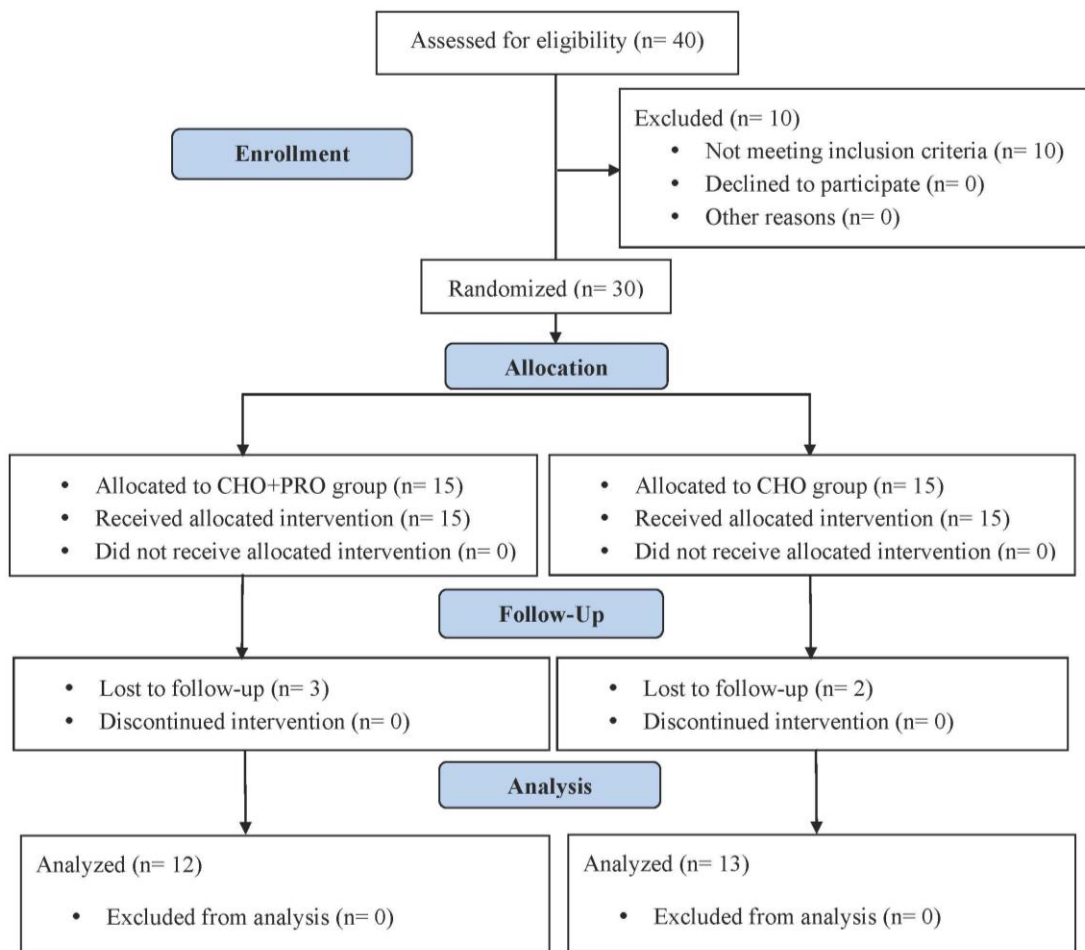 Assessed for eligibility (n= 40)
Excluded (n= 10)
• Not meeting inclusion criteria (n= 10)
• Declined to participate (n= 0)
• Other reasons (n= 0)
Enrollment
Randomized (n= 30)
Allocation
• Allocated to CHO+PRO group (n= 15)
• Received allocated intervention (n= 15)
• Did not receive allocated intervention (n= 0)
• Allocated to CHO group (n= 15)
• Received allocated intervention (n= 15)
• Did not receive allocated intervention (n= 0)
Follow-Up
• Lost to follow-up (n= 3)
• Discontinued intervention (n= 0)
• Lost to follow-up (n= 2)
• Discontinued intervention (n= 0)
Analysis
Analyzed (n= 12)
• Excluded from analysis (n= 0)
Analyzed (n= 13)
• Excluded from analysis (n= 0)